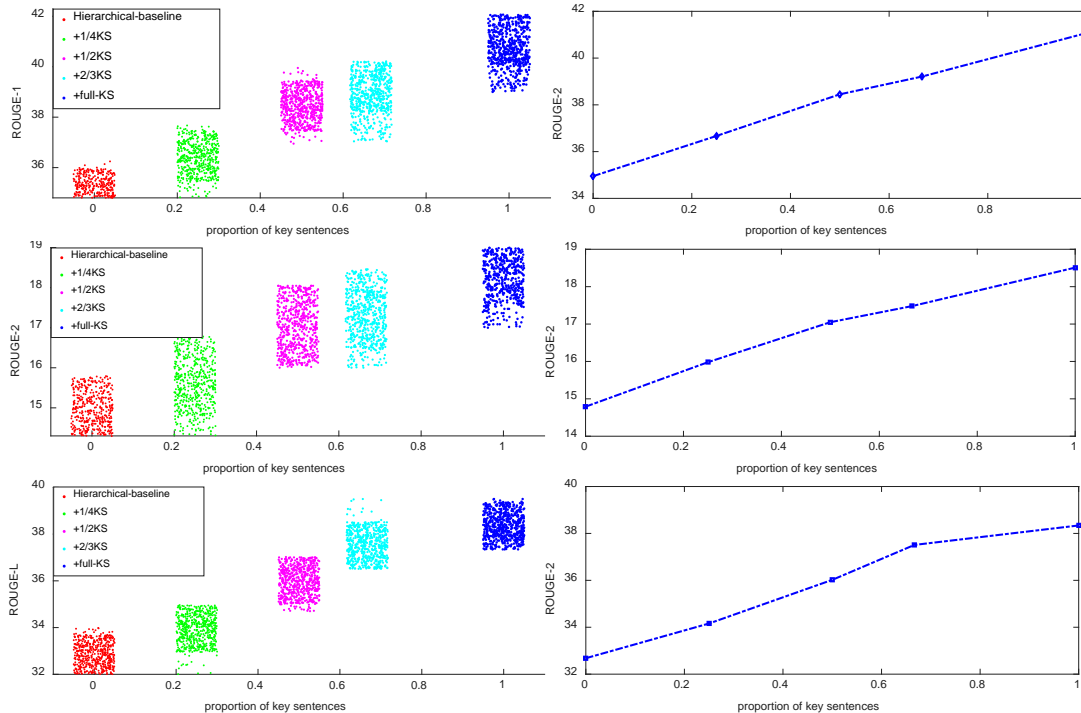 42
40
38
36
ROUGE-1
Hierarchical-baseline
+1/4KS
+1/2KS
+2/3KS
+full-KS
0 0.2 0.4 0.6 0.8 1
proportion of key sentences
42
41
40
39
38
37
36
35
34
ROUGE-2
0 0.2 0.4 0.6 0.8
proportion of key sentences
19
18
17
16
15
ROUGE-2
Hierarchical-baseline
+1/4KS
+1/2KS
+2/3KS
+full-KS
0 0.2 0.4 0.6 0.8 1
proportion of key sentences
19
18
17
16
15
14
ROUGE-2
0 0.2 0.4 0.6 0.8 1
proportion of key sentences
40
38
36
34
32
ROUGE-L
Hierarchical-baseline
+1/4KS
+1/2KS
+2/3KS
+full-KS
0 0.2 0.4 0.6 0.8 1
proportion of key sentences
40
38
36
34
32
ROUGE-2
0 0.2 0.4 0.6 0.8 1
proportion of key sentences